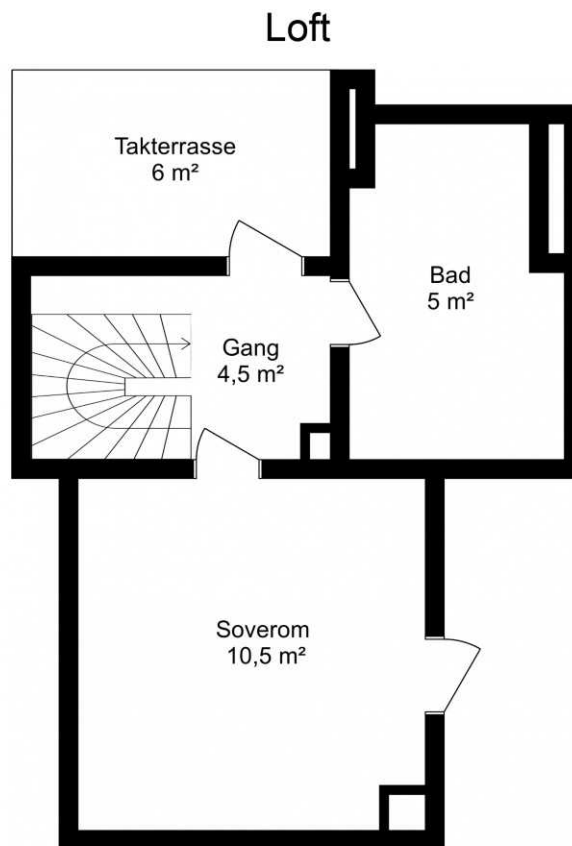 Loft
Takterrasse
6 m²
Bad
5 m²
Gang
4,5 m²
Soverom
10,5 m²